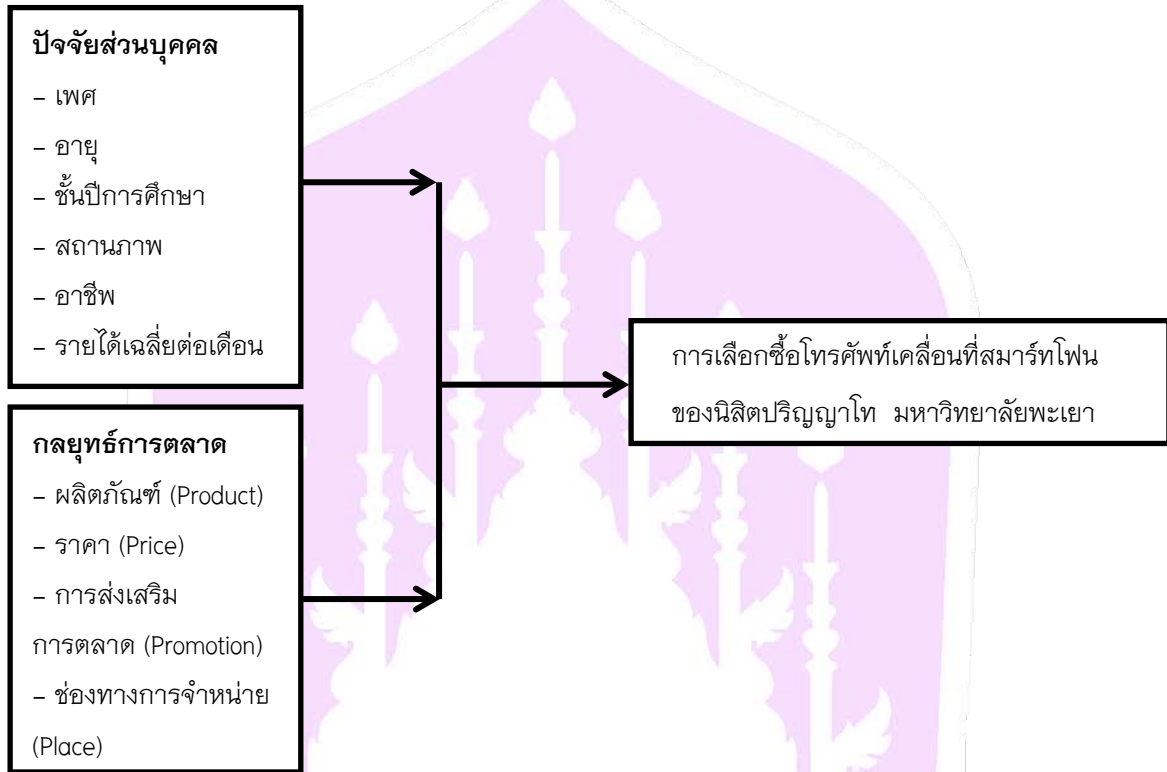 ปัจจัยส่วนบุคคล
– เพศ
– อายุ
– ชั้นปีการศึกษา
– สถานภาพ
– อาชีพ
– รายได้เฉลี่ยต่อเดือน
กลยุทธ์การตลาด
– ผลิตภัณฑ์ (Product)
– ราคา (Price)
– การส่งเสริม
การตลาด (Promotion)
– ช่องทางการจำหน่าย
(Place)
การเลือกซื้อโทรศัพท์เคลื่อนที่สมาร์ทโฟน
ของนิสิตปริญญาโท มหาวิทยาลัยพะเยา